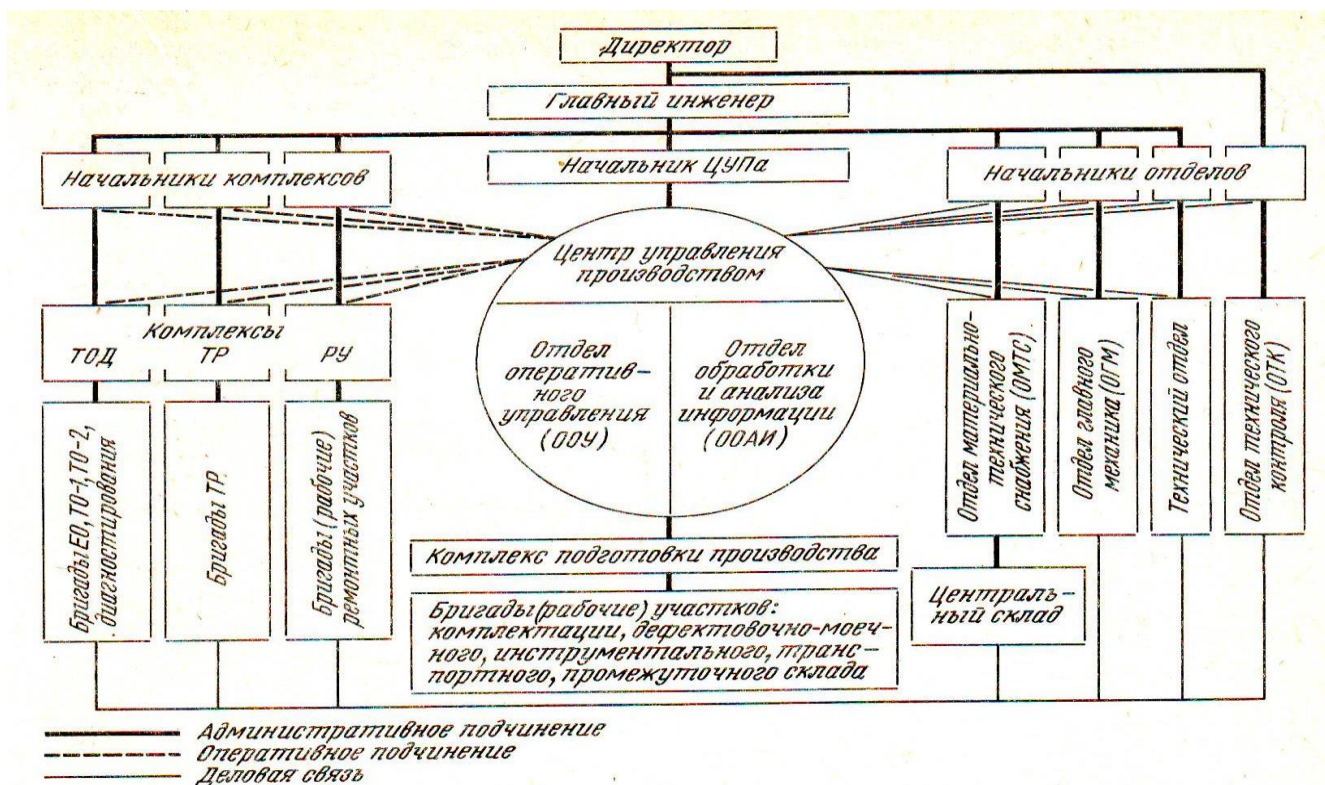 Директор
Главный инженер
Начальники комплексов
Начальник ЦУПа
Начальники отделов
Центр управления
производством
Отдел
оператив-
ного
управления
(ООУ)
Отдел
обработки
и анализа
информации
(ООАИ)
Комплексы
ТОД
ТР
РУ
Бригады ЕО, ТО-1, ТО-2,
диагностирования
Бригады ТР
Бригады (рабочие)
ремонтных участков
Отдел материально-
технического
снабжения (ОМТС)
Отдел главного
механика (ОГМ)
Технический отдел
Отдел технического
контроля (ОТК)
Комплекс подготовки производства
Бригады (рабочие) участков:
комплектации, дефектовочно-моеч-
ного, инструментального, транс-
портного, промежуточного склада
Централь-
ный склад
Административное подчинение
Оперативное подчинение
Деловая связь